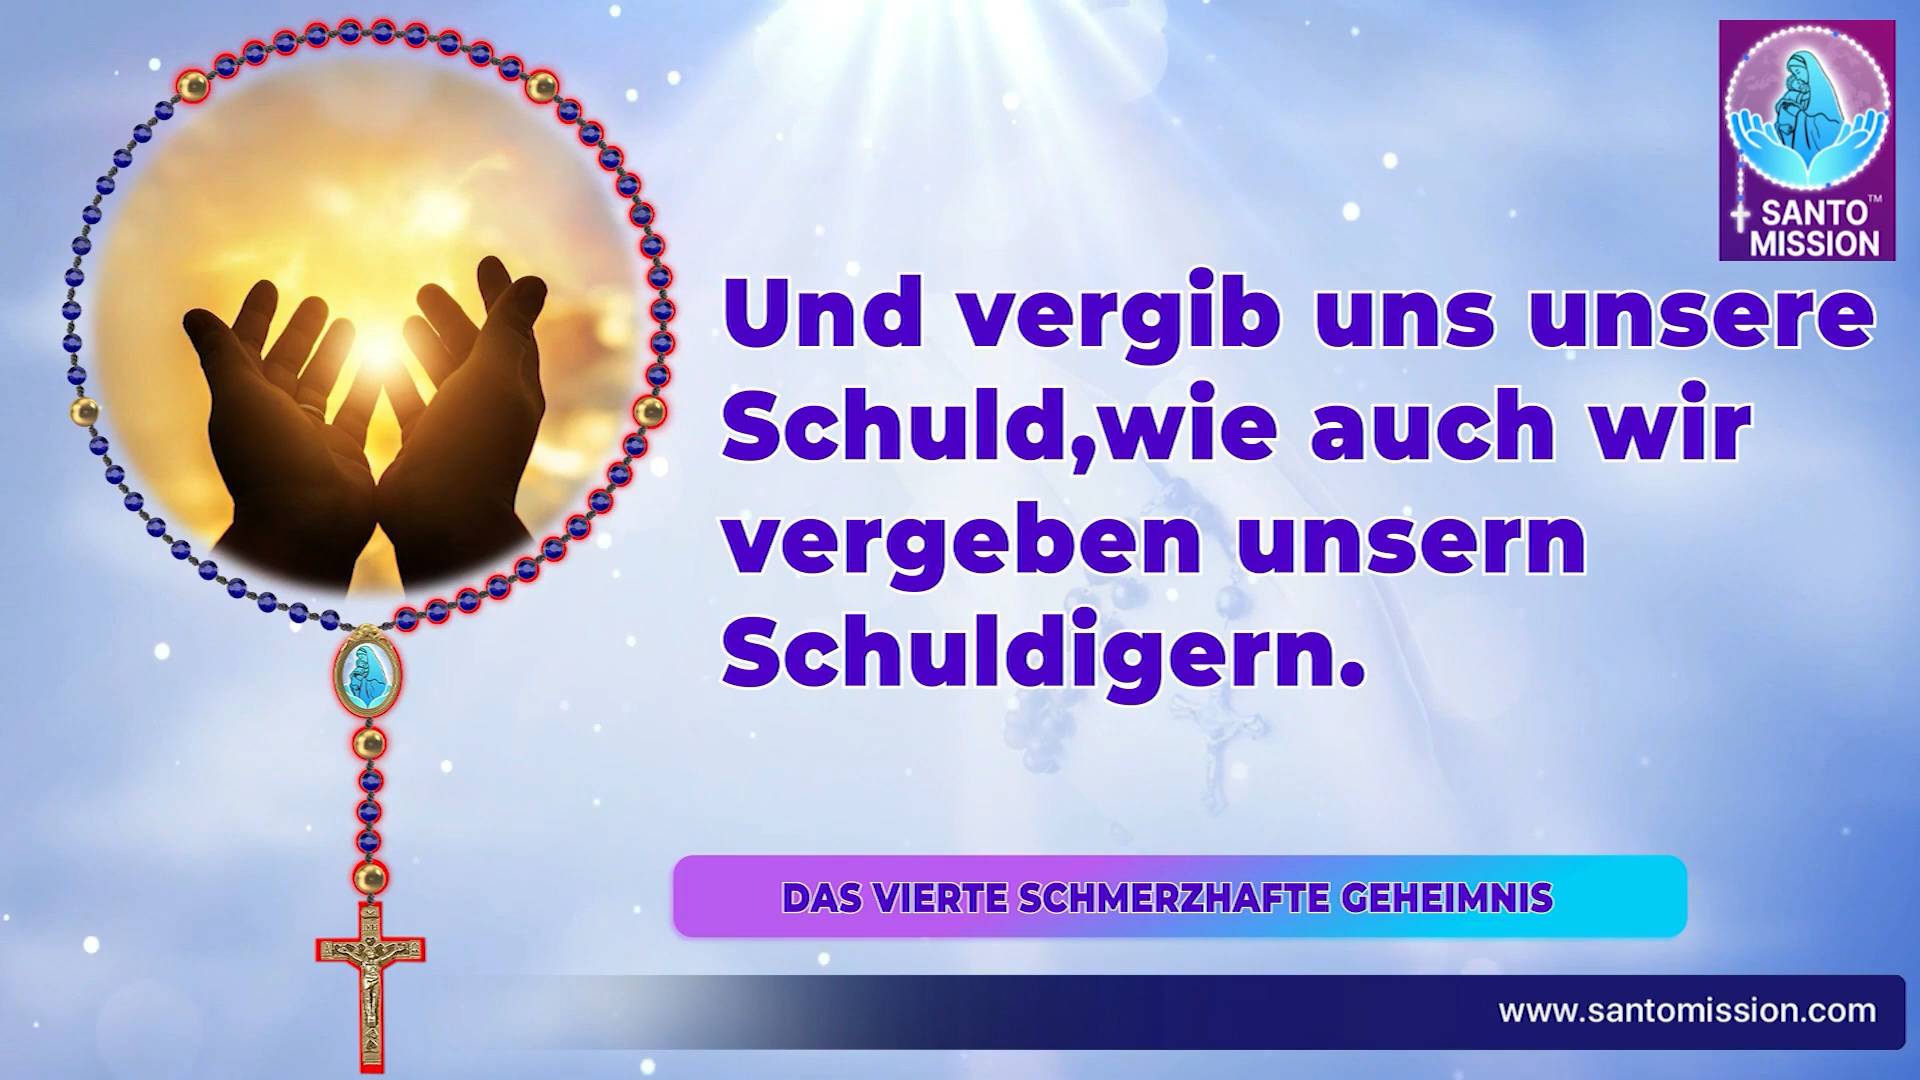 SANTO™
MISSION
Und vergib uns unsere
Schuld,wie auch wir
vergeben unsern
Schuldigern.
DAS VIERTE SCHMERZHAFTE GEHEIMNIS
www.santomission.com